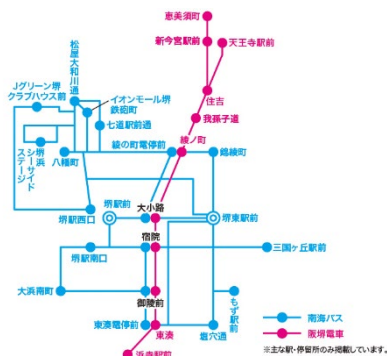 恵美須町
新今宮駅前
天王寺駅前
松屋大和川通
Jグリーン堺
クラブハウス前
イオンモール堺
鉄砲町
住吉
七道駅前通
我孫子道
綾の町電停前
綾ノ町
堺浜
シーサイド
ステージ
八幡町
錦綾町
堺駅西口
堺駅前
大小路
堺東駅前
宿院
堺駅南口
三国ヶ丘駅前
大浜南町
御陵前
もず駅前
東湊電停前
東湊
塩穴通
浜寺駅前
南海バス
阪堺電車
※主な駅・停留所のみ掲載しています。